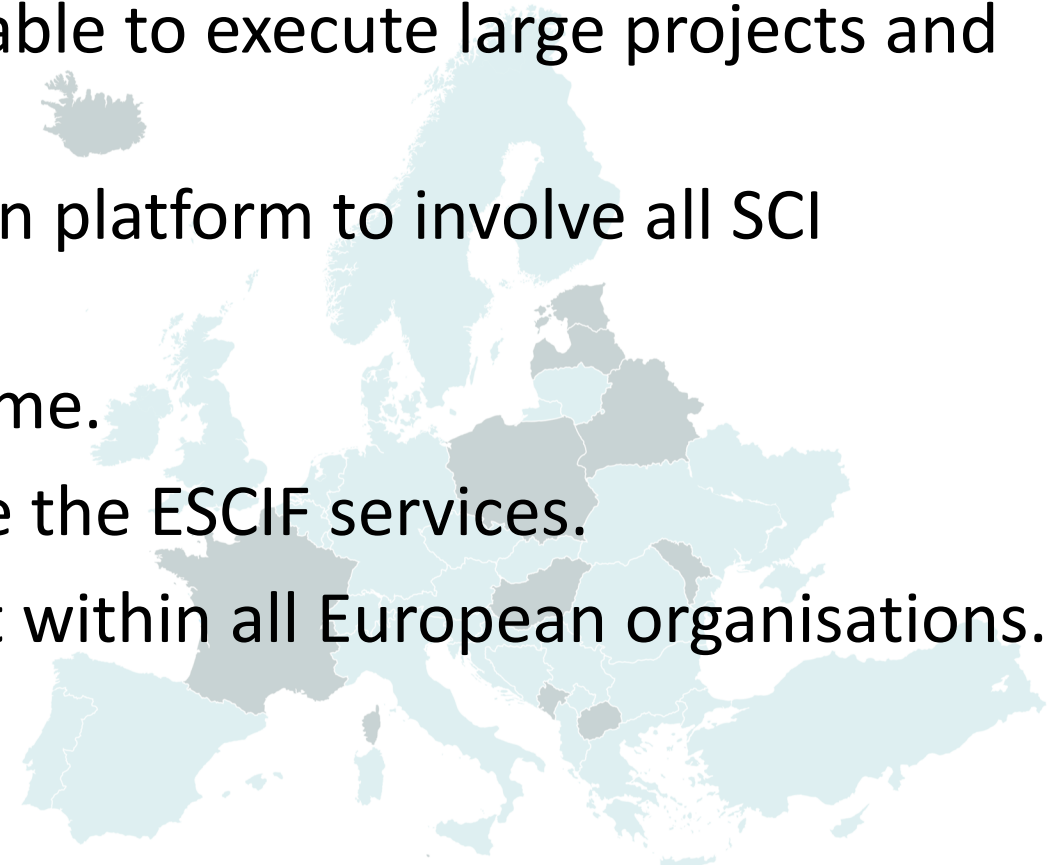 able to execute large projects and
n platform to involve all SCI
me.
e the ESCIF services.
t within all European organisations.